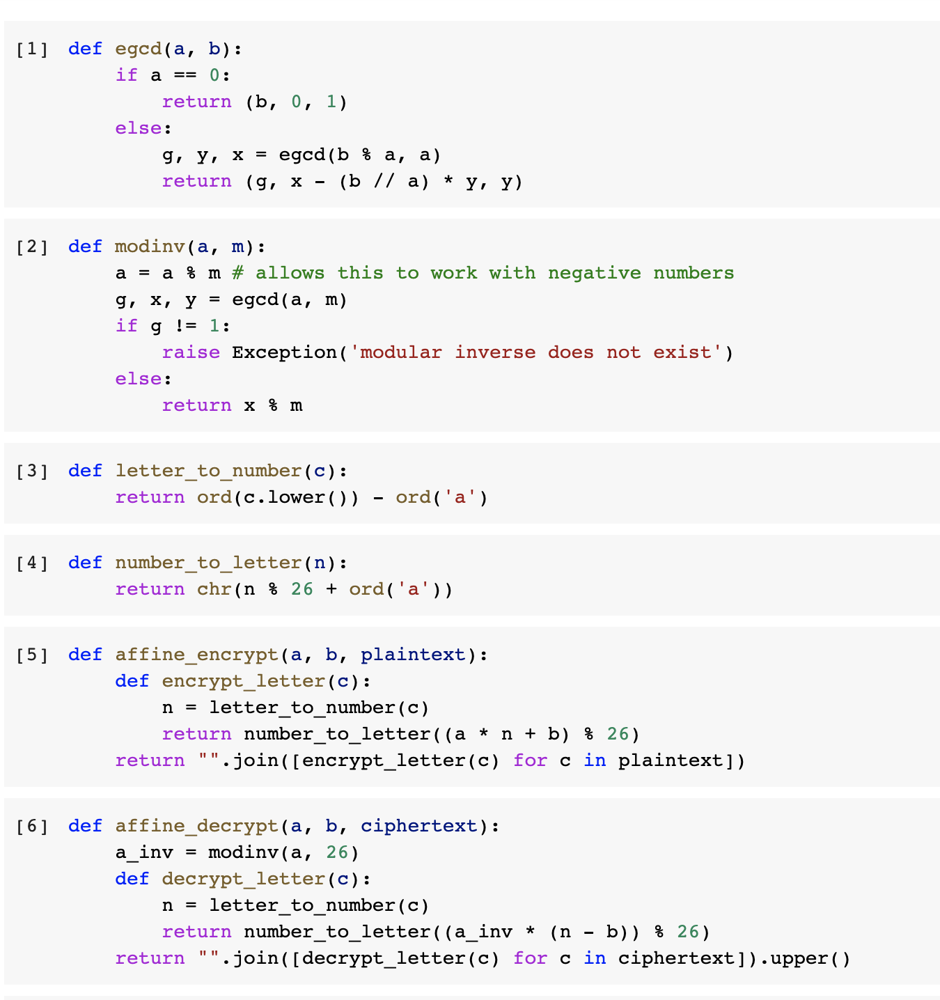 [1] def egcd(a, b):
        if a == 0:
            return (b, 0, 1)
        else:
            g, y, x = egcd(b % a, a)
            return (g, x - (b // a) * y, y)
[2] def modinv(a, m):
        a = a % m # allows this to work with negative numbers
        g, x, y = egcd(a, m)
        if g != 1:
            raise Exception('modular inverse does not exist')
        else:
            return x % m
[3] def letter_to_number(c):
        return ord(c.lower()) - ord('a')
[4] def number_to_letter(n):
        return chr(n % 26 + ord('a'))
[5] def affine_encrypt(a, b, plaintext):
        def encrypt_letter(c):
            n = letter_to_number(c)
            return number_to_letter((a * n + b) % 26)
        return "".join([encrypt_letter(c) for c in plaintext])
[6] def affine_decrypt(a, b, ciphertext):
        a_inv = modinv(a, 26)
        def decrypt_letter(c):
            n = letter_to_number(c)
            return number_to_letter((a_inv * (n - b)) % 26)
        return "".join([decrypt_letter(c) for c in ciphertext]).upper()